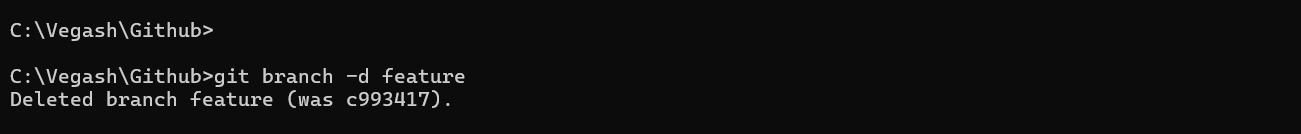 C:\Vegash\Github>
C:\Vegash\Github>git branch -d feature
Deleted branch feature (was c993417).